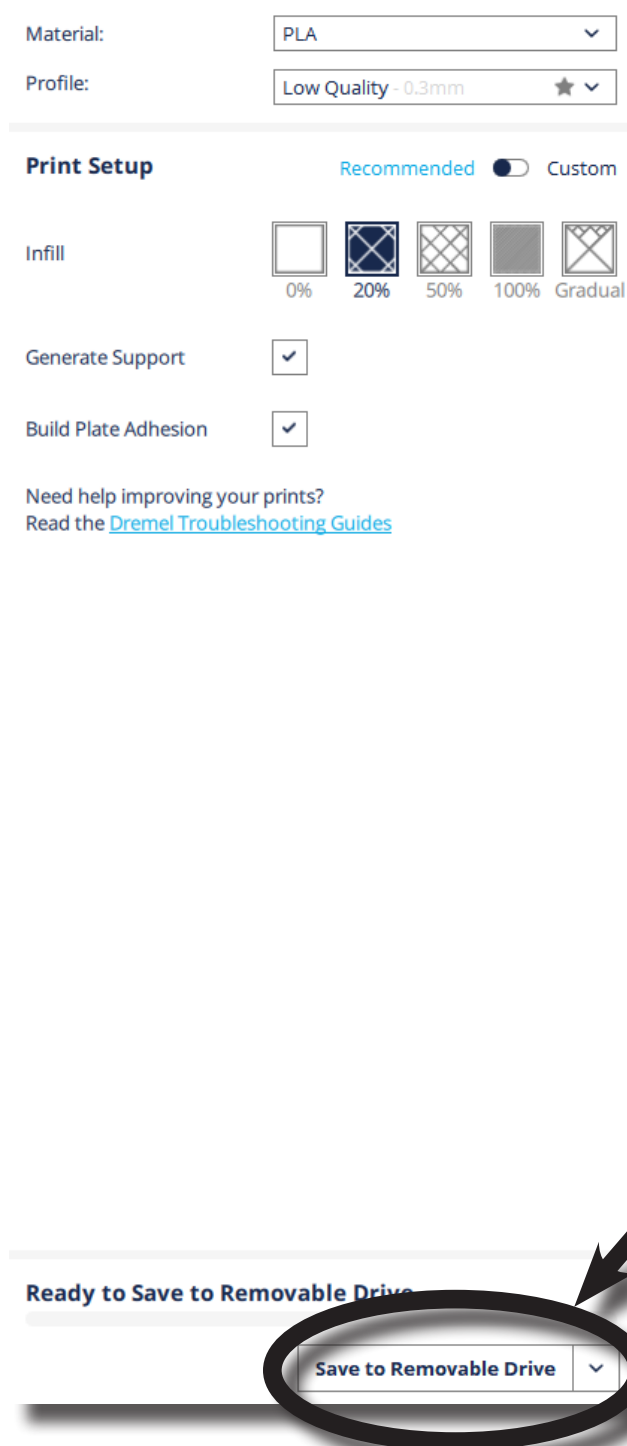 Material: PLA
Profile: Low Quality - 0.3mm
Print Setup Recommended Custom
Infill
0% 20% 50% 100% Gradual
Generate Support
Build Plate Adhesion
Need help improving your prints?
Read the Dremel Troubleshooting Guides
Ready to Save to Removable Drive
Save to Removable Drive